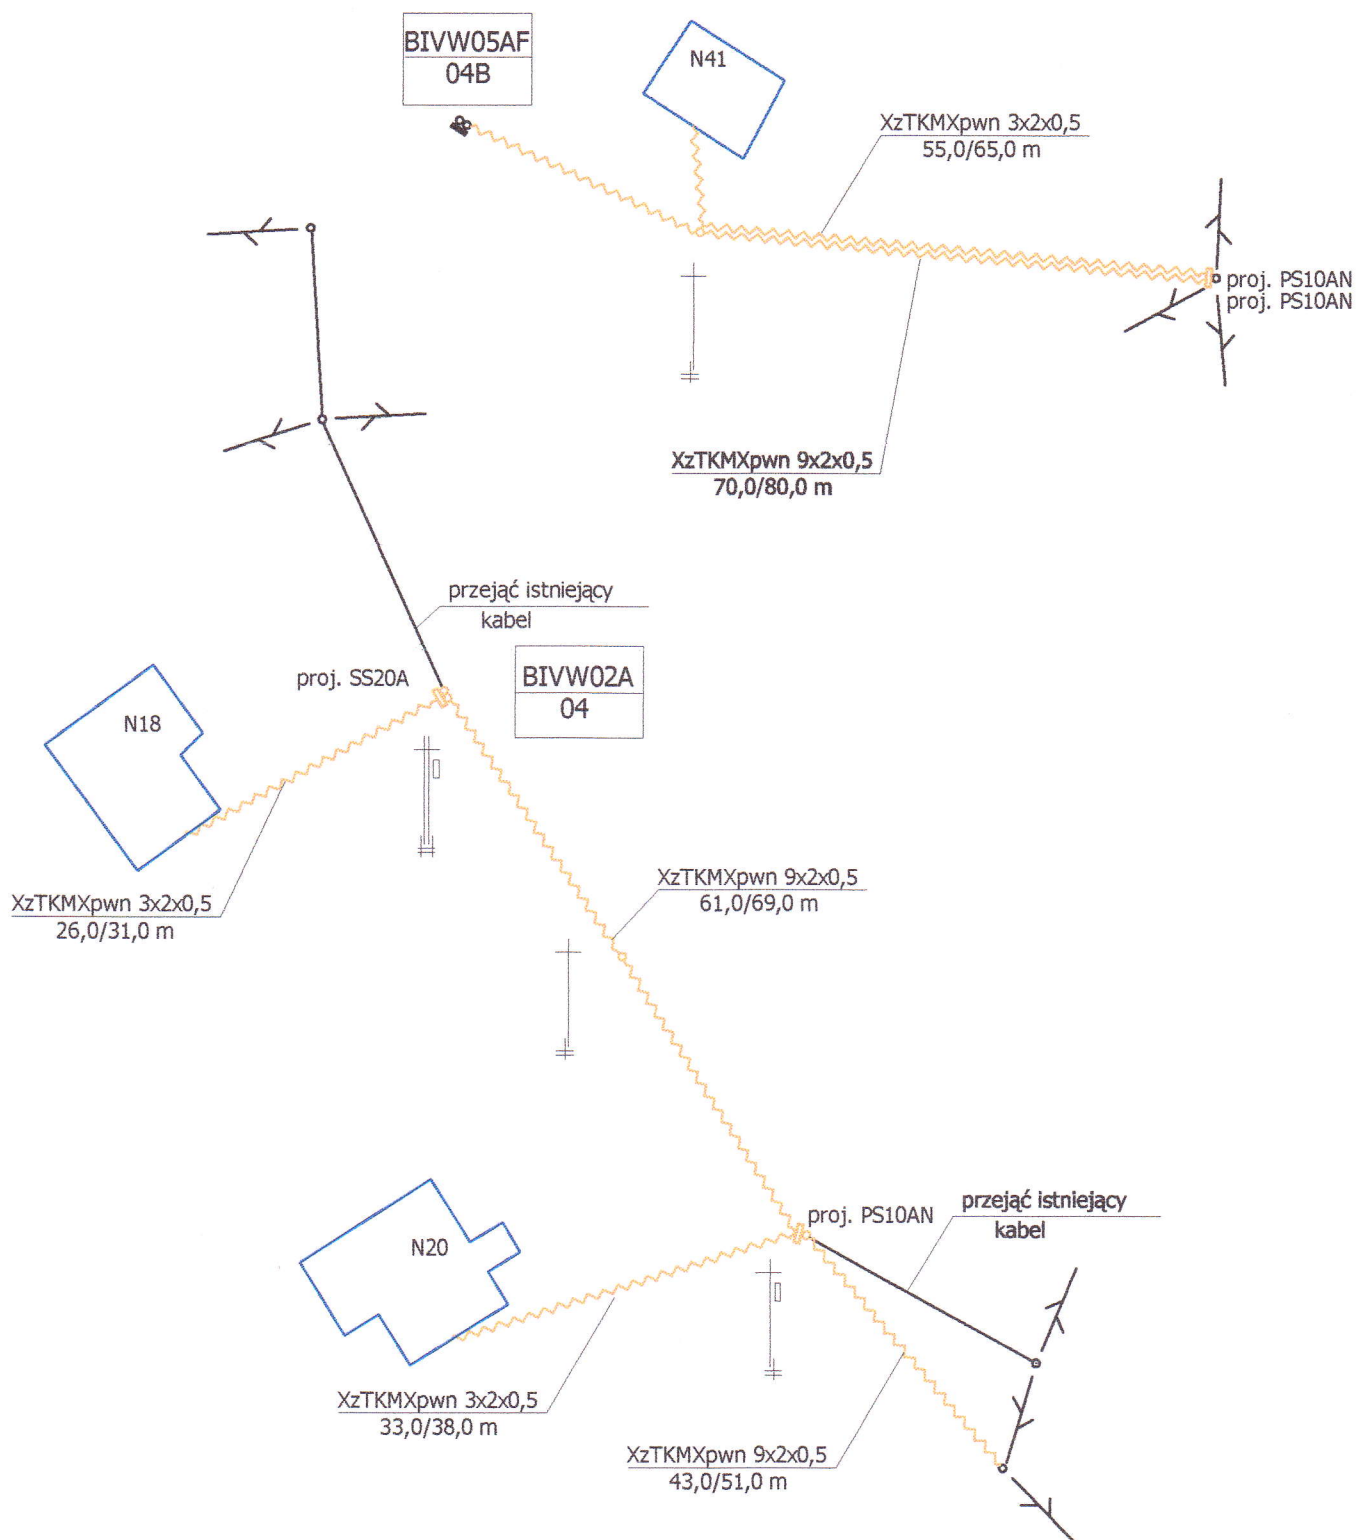 BIVW05AF
04B
N41
XzTKMXpwn 3x2x0,5
55,0/65,0 m
proj. PS10AN
proj. PS10AN
XzTKMXpwn 9x2x0,5
70,0/80,0 m
przejąć istniejący
kabel
proj. SS20A
BIVW02A
04
N18
XzTKMXpwn 9x2x0,5
61,0/69,0 m
XzTKMXpwn 3x2x0,5
26,0/31,0 m
proj. PS10AN
przejąć istniejący
kabel
N20
XzTKMXpwn 3x2x0,5
33,0/38,0 m
XzTKMXpwn 9x2x0,5
43,0/51,0 m